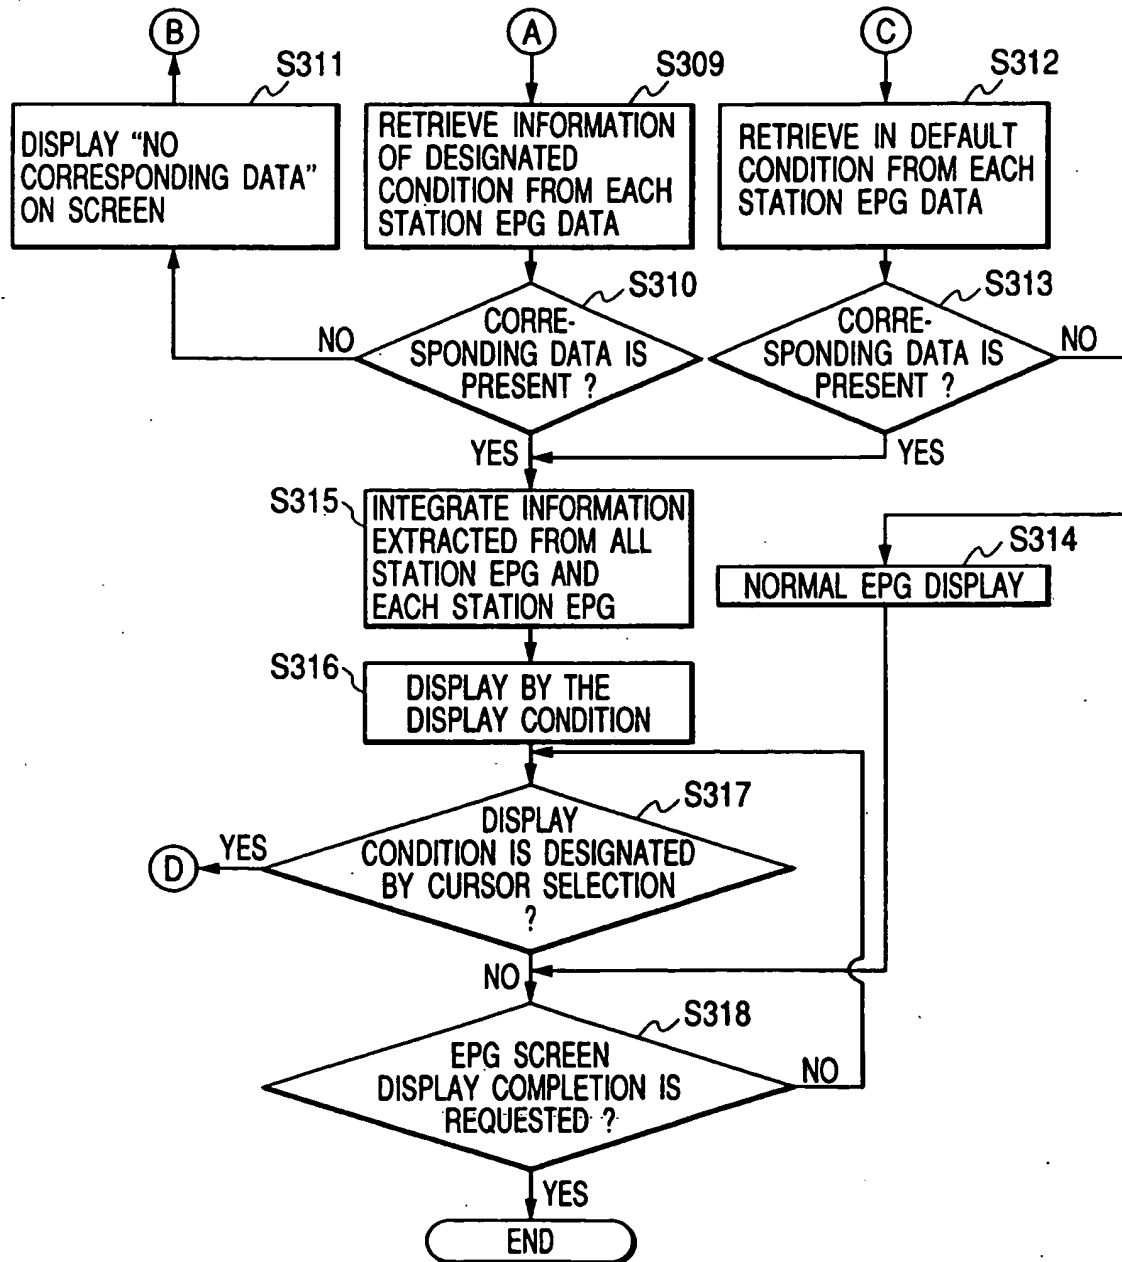 B
A
C
S311
S309
S312
DISPLAY "NO
CORRESPONDING DATA"
ON SCREEN
RETRIEVE INFORMATION
OF DESIGNATED
CONDITION FROM EACH
STATION EPG DATA
RETRIEVE IN DEFAULT
CONDITION FROM EACH
STATION EPG DATA
S310
S313
NO
CORRE-
SPONDING DATA IS
PRESENT ?
CORRE-
SPONDING DATA IS
PRESENT ?
NO
YES
YES
S315
INTEGRATE INFORMATION
EXTRACTED FROM ALL
STATION EPG AND
EACH STATION EPG
S314
NORMAL EPG DISPLAY
S316
DISPLAY BY THE
DISPLAY CONDITION
S317
D
YES
DISPLAY
CONDITION IS DESIGNATED
BY CURSOR SELECTION
?
NO
S318
EPG SCREEN
DISPLAY COMPLETION IS
REQUESTED ?
NO
YES
END